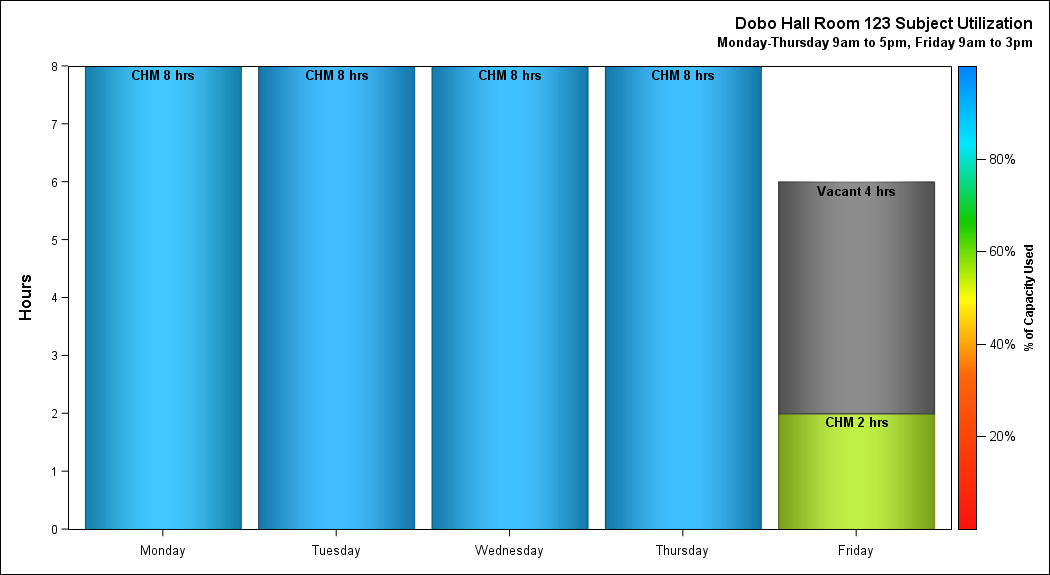 Dobo Hall Room 123 Subject Utilization
Monday-Thursday 9am to 5pm, Friday 9am to 3pm
Hours
8
7
6
5
4
3
2
1
0
CHM 8 hrs
CHM 8 hrs
CHM 8 hrs
CHM 8 hrs
Vacant 4 hrs
CHM 2 hrs
Monday
Tuesday
Wednesday
Thursday
Friday
80%
60%
40%
20%
% of Capacity Used